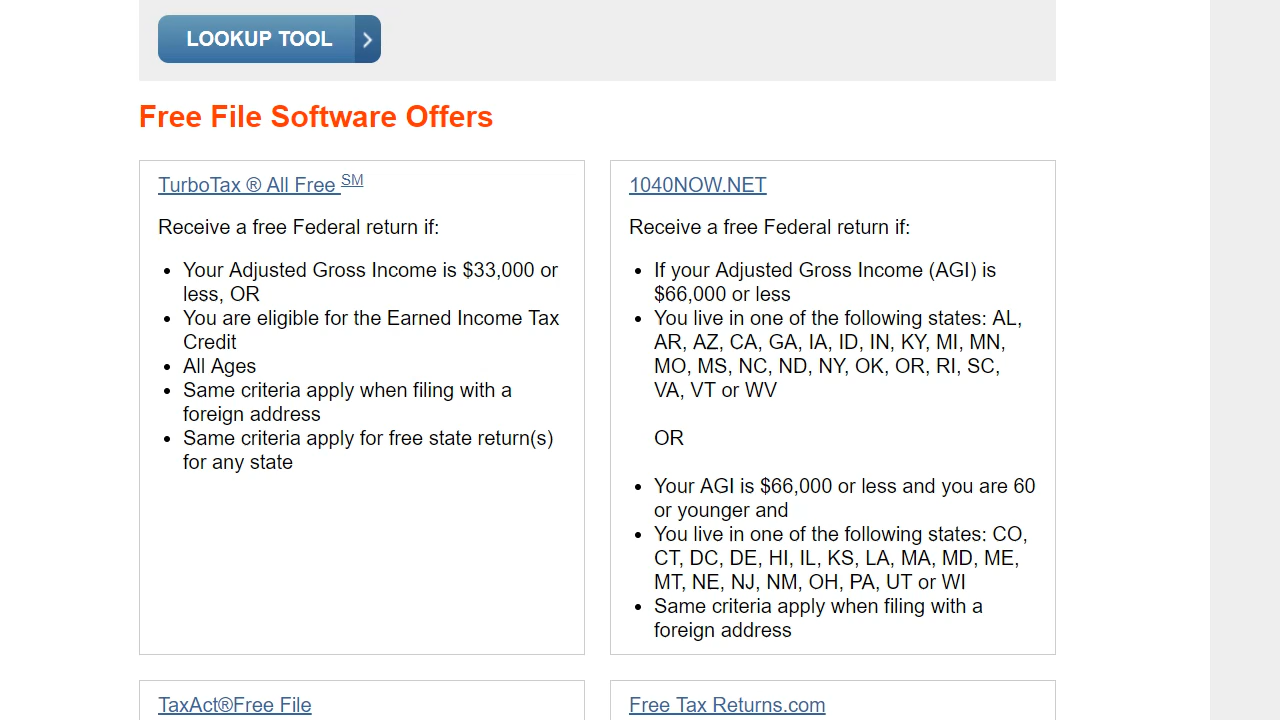 LOOKUP TOOL
Free File Software Offers
TurboTax ® All Free SM
Receive a free Federal return if:
• Your Adjusted Gross Income is $33,000 or
less, OR
• You are eligible for the Earned Income Tax
Credit
• All Ages
• Same criteria apply when filing with a
foreign address
• Same criteria apply for free state return(s)
for any state
1040NOW.NET
Receive a free Federal return if:
• If your Adjusted Gross Income (AGI) is
$66,000 or less
• You live in one of the following states: AL,
AR, AZ, CA, GA, IA, ID, IN, KY, MI, MN,
MO, MS, NC, ND, NY, OK, OR, RI, SC,
VA, VT or WV
OR
• Your AGI is $66,000 or less and you are 60
or younger and
• You live in one of the following states: CO,
CT, DC, DE, HI, IL, KS, LA, MA, MD, ME,
MT, NE, NJ, NM, OH, PA, UT or WI
• Same criteria apply when filing with a
foreign address
TaxAct®Free File
Free Tax Returns.com